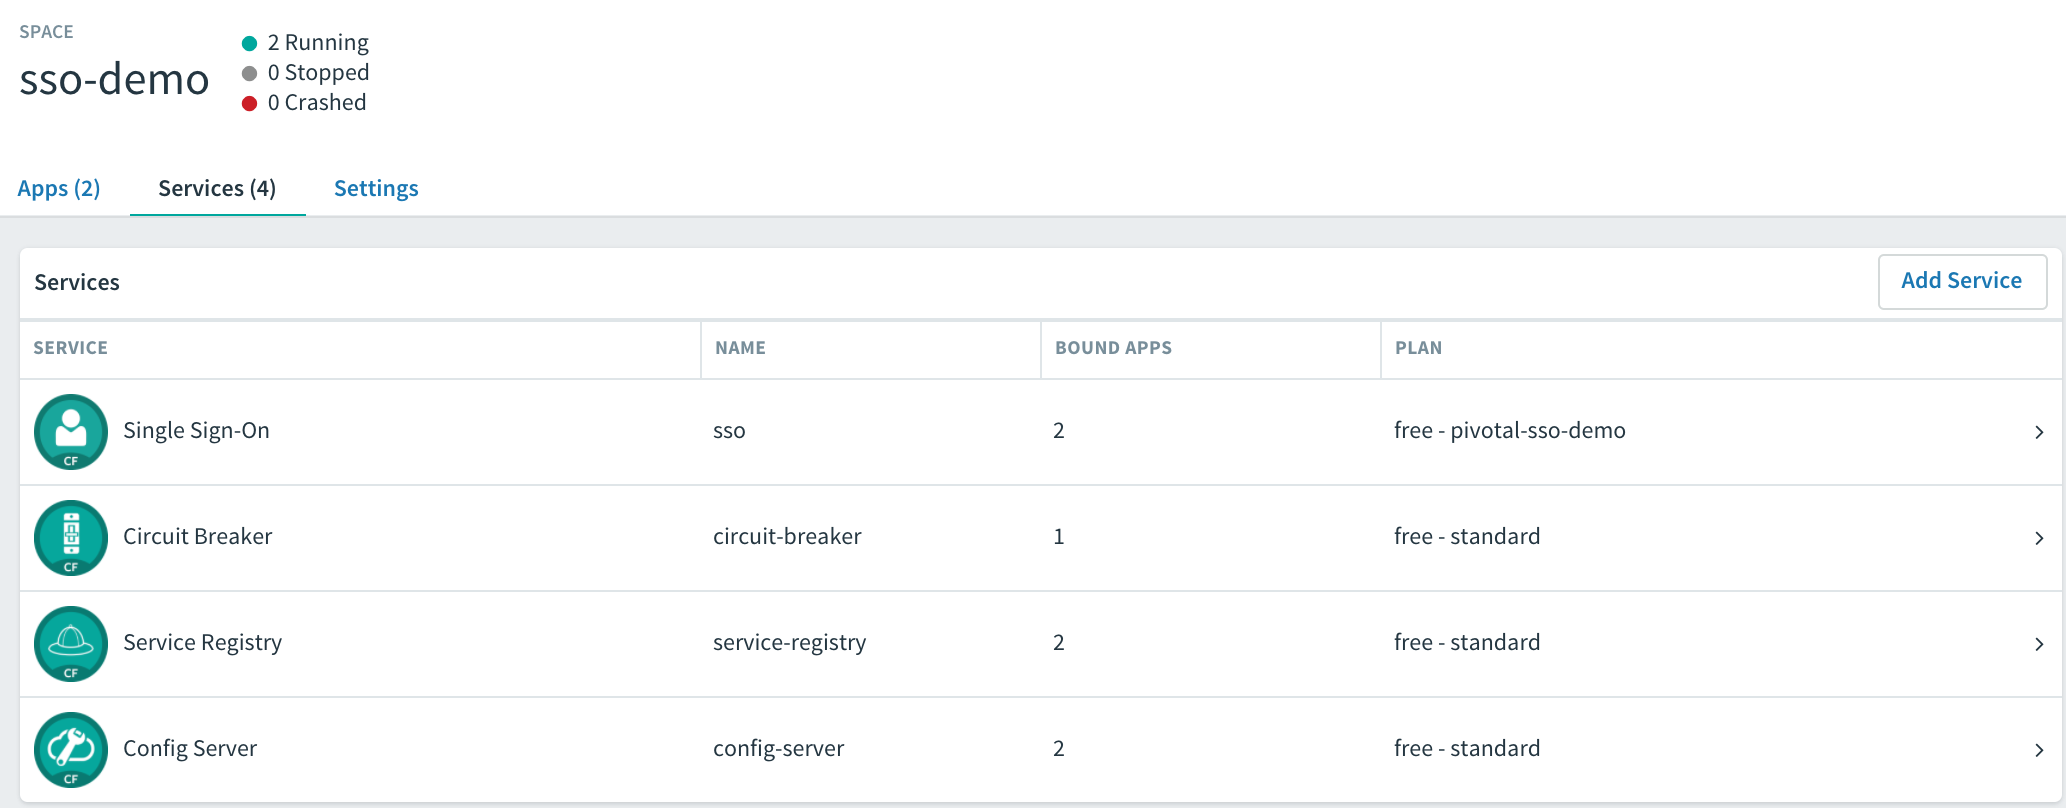 SPACE
sso-demo
2 Running
0 Stopped
0 Crashed
Apps (2) Services (4) Settings
Services Add Service
SERVICE NAME BOUND APPS PLAN
CF
Single Sign-On sso 2 free - pivotal-sso-demo
CF
Circuit Breaker circuit-breaker 1 free - standard
CF
Service Registry service-registry 2 free - standard
CF
Config Server config-server 2 free - standard